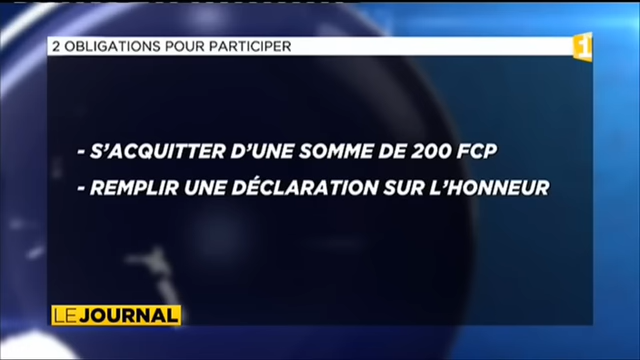 2 OBLIGATIONS POUR PARTICIPER
1
- S'ACQUITTER D'UNE SOMME DE 200 FCP
- REMPLIR UNE DÉCLARATION SUR L'HONNEUR
LE JOURNAL